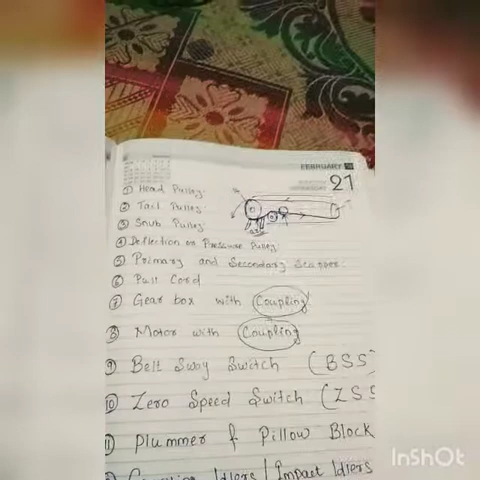 FEBRUARY
21
① Head Pulley
② Tail Pulley
③ Snub Pulley
④ Deflection or Pressure Pulley
⑤ Primary and Secondary Scrapper
⑥ Pull Cord
⑦ Gear box with Coupling
⑧ Motor with Coupling
⑨ Belt Sway Switch (BSS)
⑩ Zero Speed Switch (ZSS
⑪ Plummer & Pillow Block
Idlers / Impact Idlers
InShOt